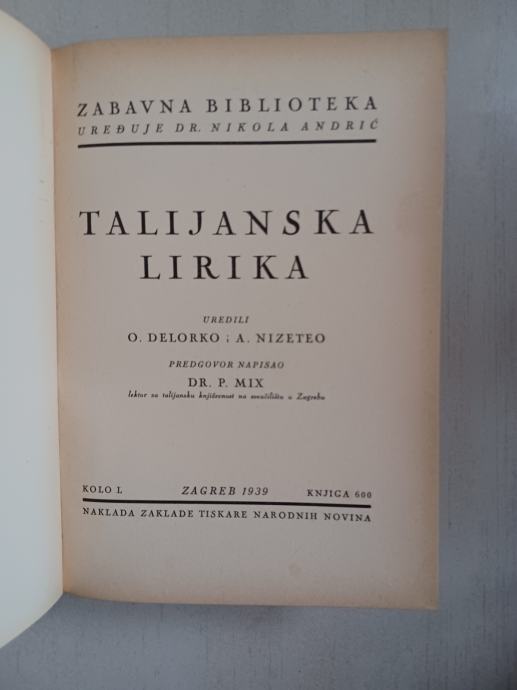 ZABAVNA BIBLIOTEKA
UREĐUJE DR. NIKOLA ANDRIĆ
TALIJANSKA
LIRIKA
UREDILI
O. DELORKO i A. NIZETEO
PREDGOVOR NAPISAO
DR. P. MIX
lektor za talijansku književnost na sveučilištu u Zagrebu
KOLO L ZAGREB 1939 KNJIGA 600
NAKLADA ZAKLADE TISKARE NARODNIH NOVINA